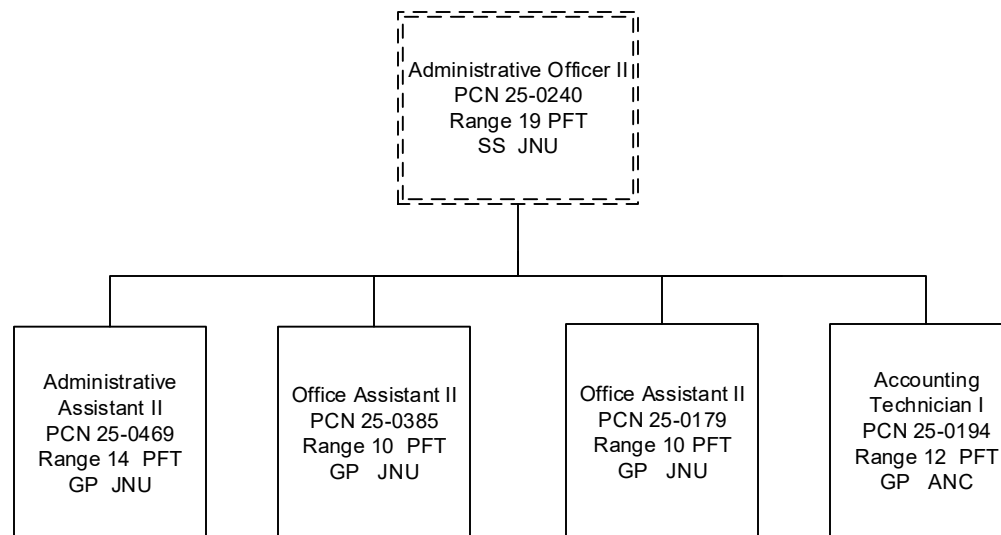 Administrative Officer II
PCN 25-0240
Range 19 PFT
SS JNU
Administrative
Assistant II
PCN 25-0469
Range 14 PFT
GP JNU
Office Assistant II
PCN 25-0385
Range 10 PFT
GP JNU
Office Assistant II
PCN 25-0179
Range 10 PFT
GP JNU
Accounting
Technician I
PCN 25-0194
Range 12 PFT
GP ANC